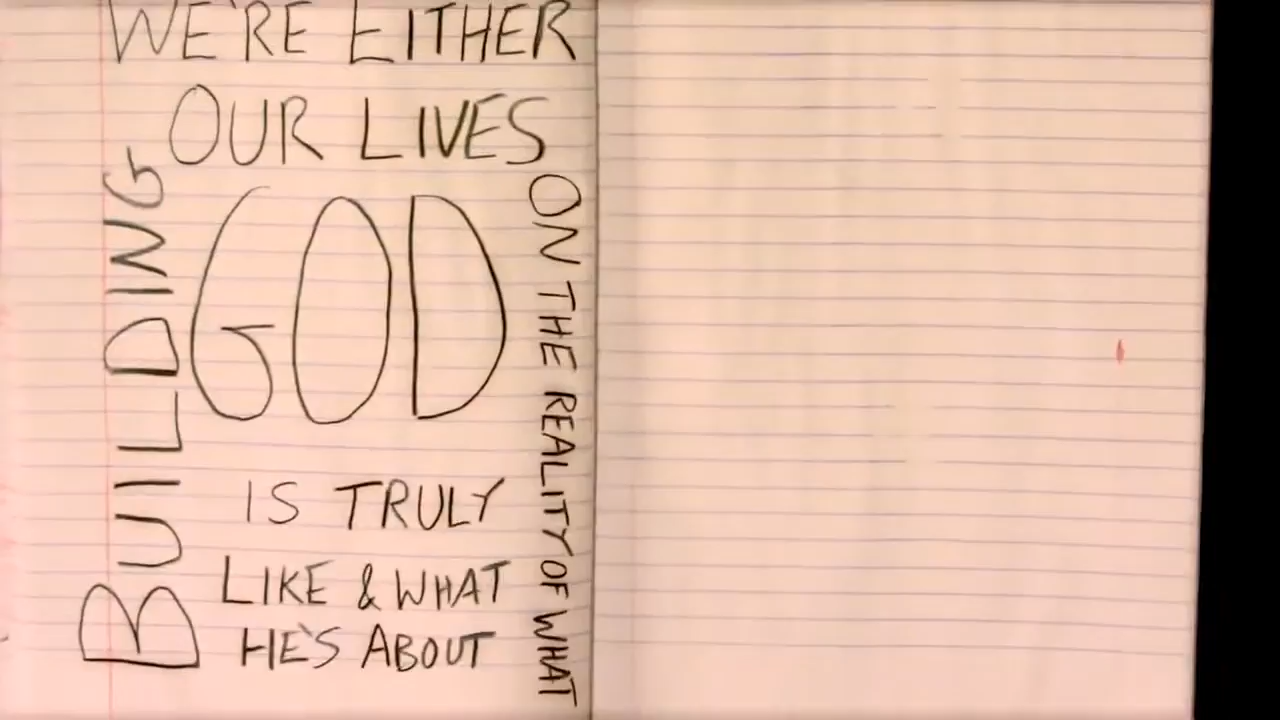 WE'RE EITHER
BUILDING
OUR LIVES
ON THE REALITY OF WHAT
GOD
IS TRULY
LIKE & WHAT
HE'S ABOUT